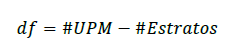 df = #UPM − #Estratos